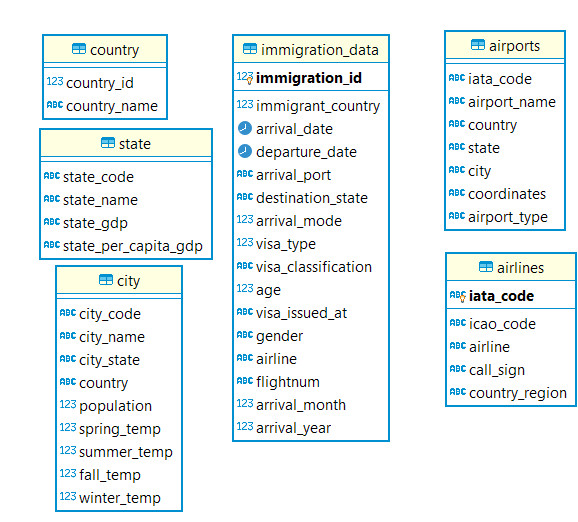 country
123 country_id
ABC country_name
state
ABC state_code
ABC state_name
ABC state_gdp
ABC state_per_capita_gdp
city
ABC city_code
ABC city_name
ABC city_state
ABC country
123 population
123 spring_temp
123 summer_temp
123 fall_temp
123 winter_temp
immigration_data
123 immigration_id
123 immigrant_country
arrival_date
departure_date
ABC arrival_port
ABC destination_state
123 arrival_mode
123 visa_type
ABC visa_classification
123 age
ABC visa_issued_at
ABC gender
ABC airline
ABC flightnum
123 arrival_month
123 arrival_year
airports
ABC iata_code
ABC airport_name
ABC country
ABC state
ABC city
ABC coordinates
ABC airport_type
airlines
ABC iata_code
ABC icao_code
ABC airline
ABC call_sign
ABC country_region